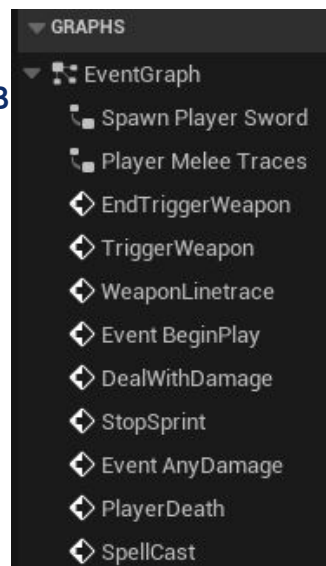 GRAPHS
EventGraph
3
Spawn Player Sword
Player Melee Traces
EndTriggerWeapon
TriggerWeapon
WeaponLinetrace
Event BeginPlay
DealWithDamage
StopSprint
Event AnyDamage
PlayerDeath
SpellCast